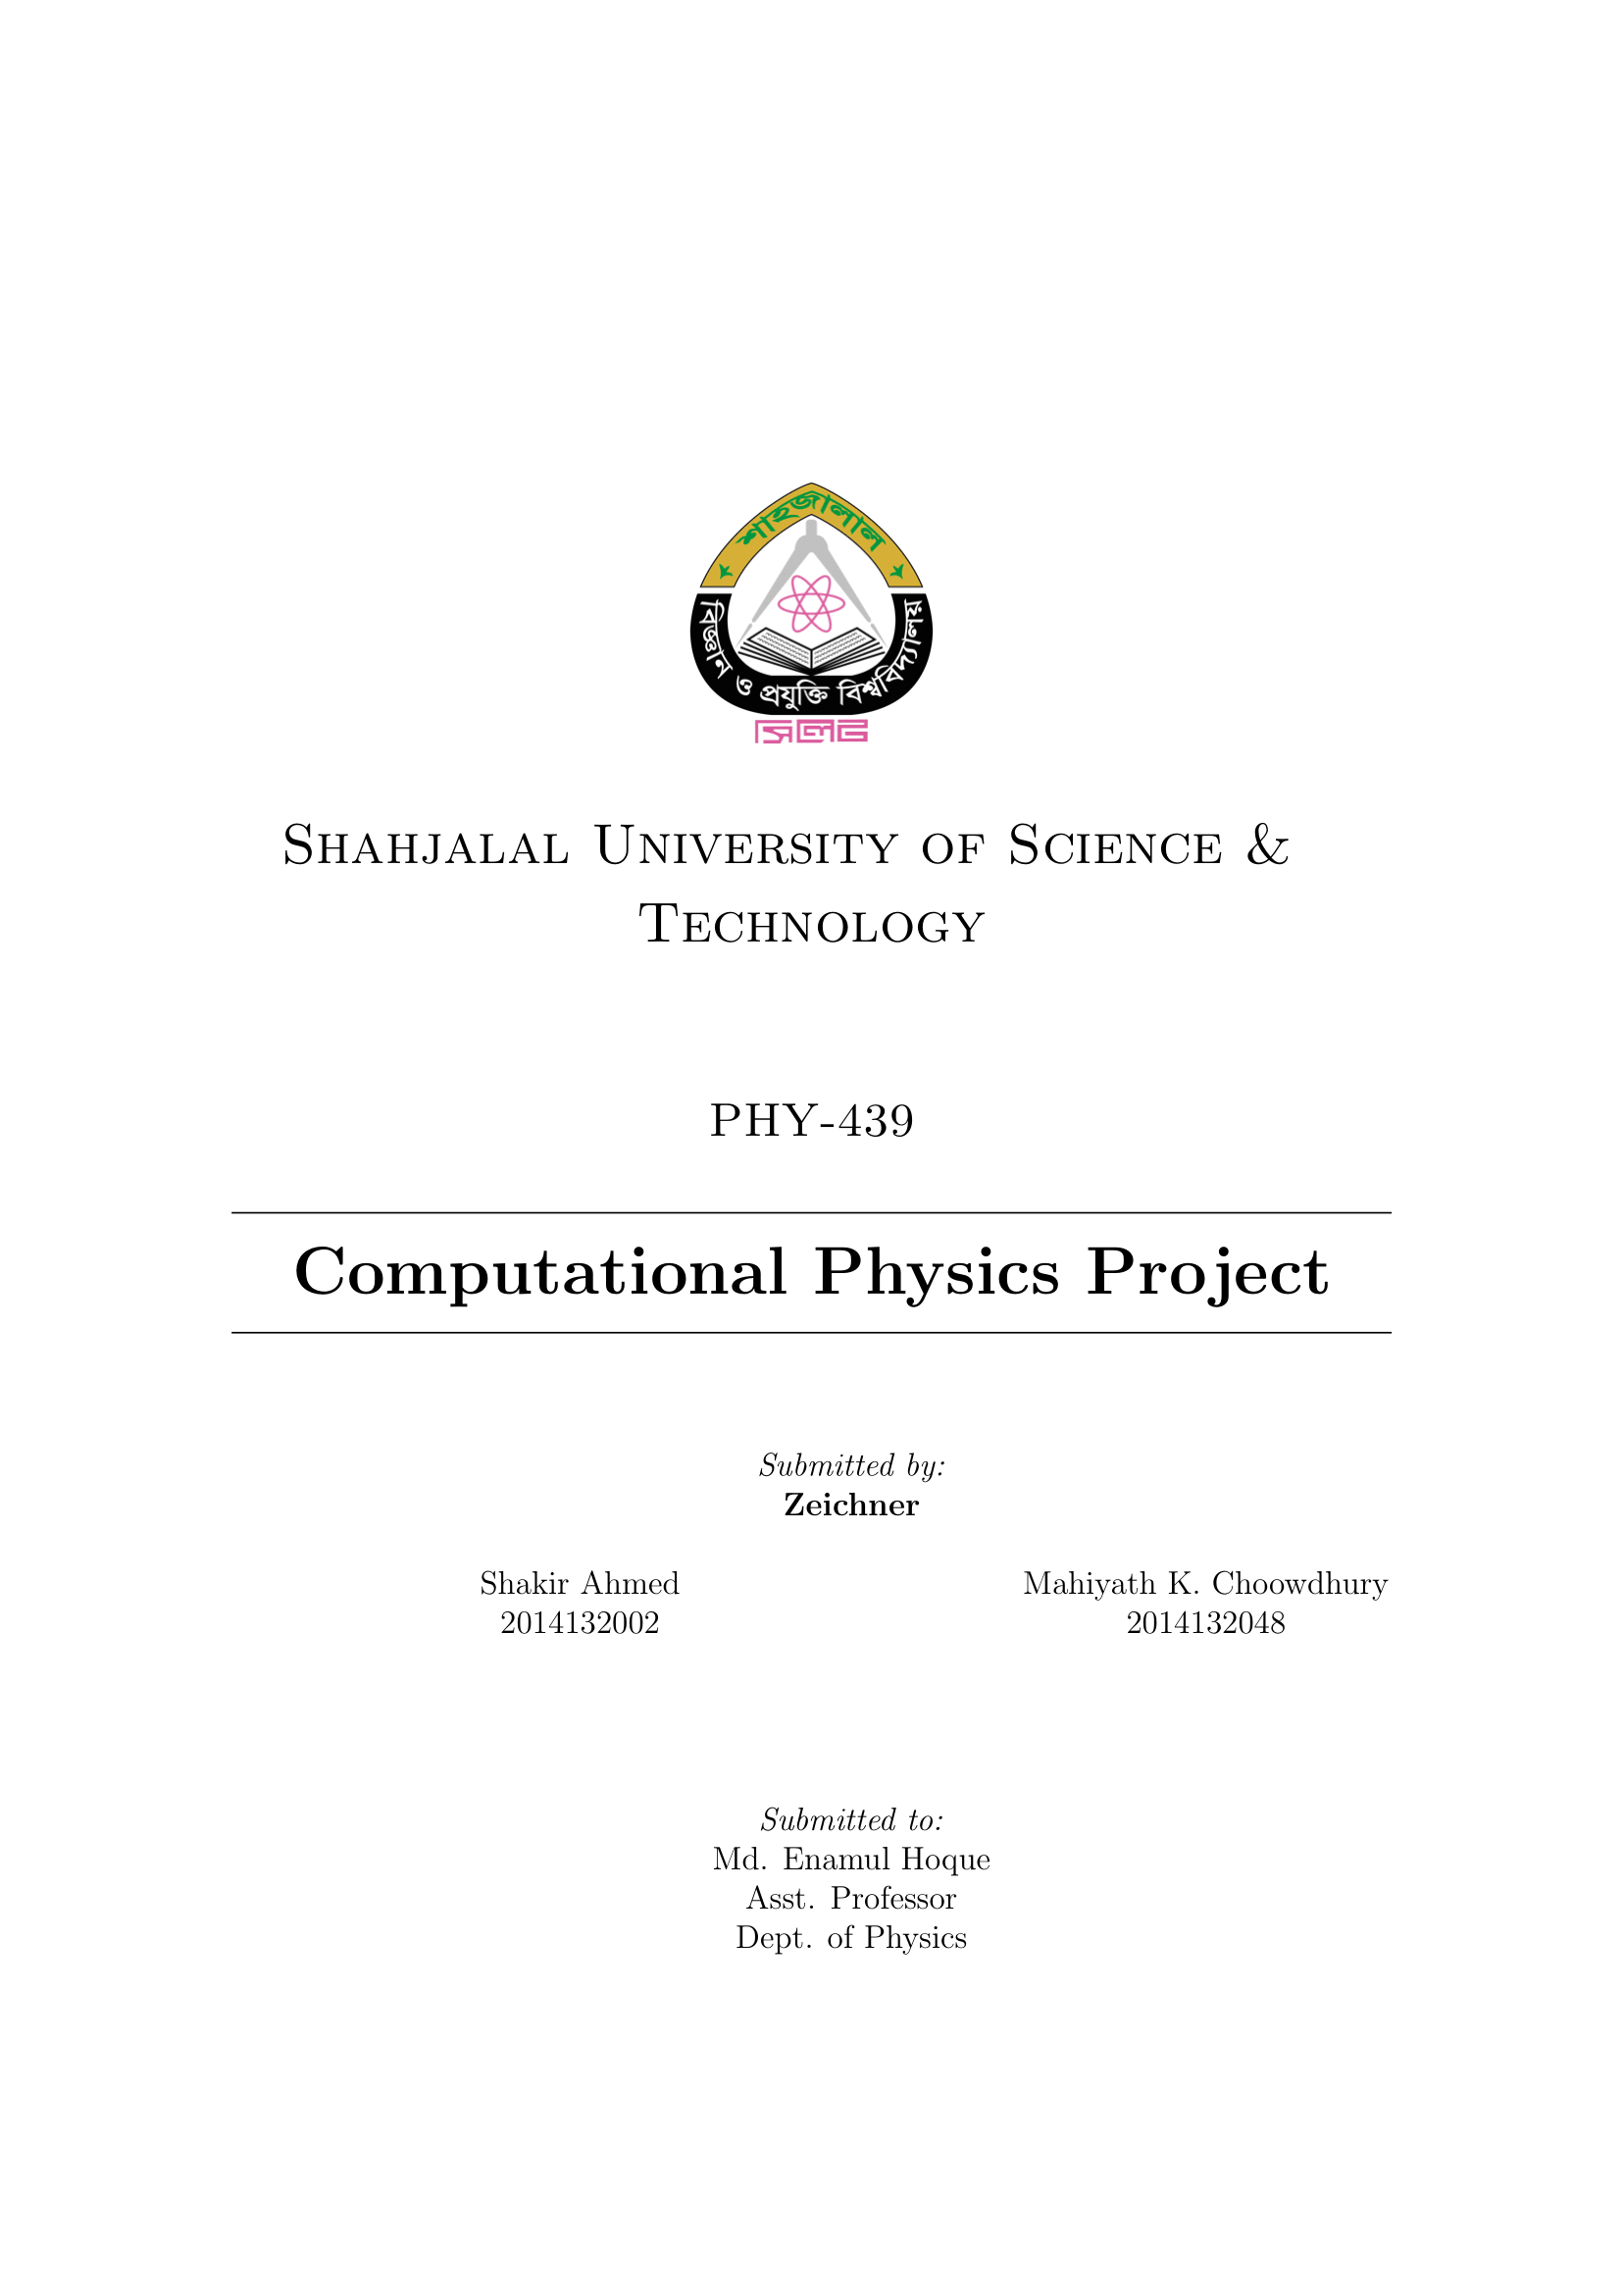 শাহজালাল
বিজ্ঞান ও প্রযুক্তি বিশ্ববিদ্যালয়
সিলেট
Shahjalal University of Science &
Technology
PHY-439
Computational Physics Project
Submitted by:
Zeichner
Shakir Ahmed
2014132002
Mahiyath K. Choowdhury
2014132048
Submitted to:
Md. Enamul Hoque
Asst. Professor
Dept. of Physics